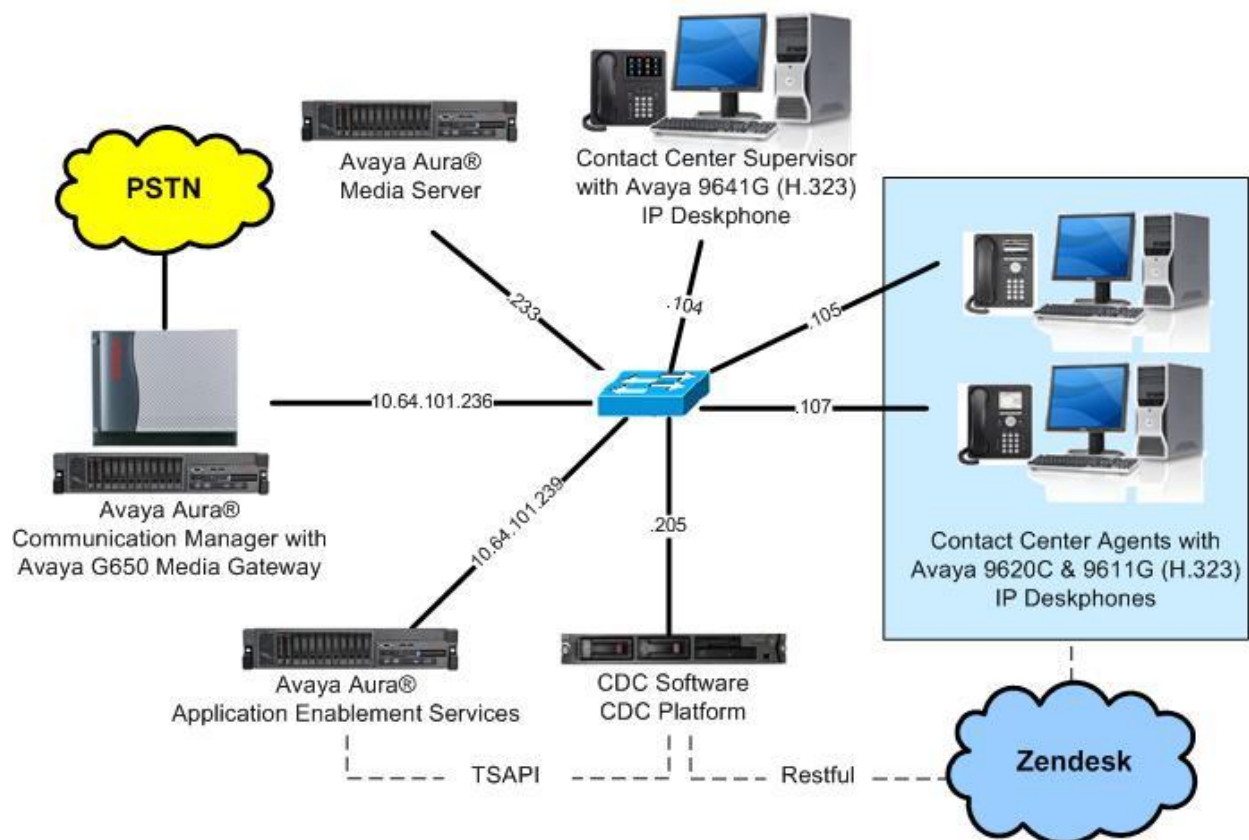 PSTN
Avaya Aura®
Media Server
Contact Center Supervisor
with Avaya 9641G (H.323)
IP Deskphone
.233
.104
.105
10.64.101.236
.107
Avaya Aura®
Communication Manager with
Avaya G650 Media Gateway
10.64.101.239
.205
Contact Center Agents with
Avaya 9620C & 9611G (H.323)
IP Deskphones
Avaya Aura®
Application Enablement Services
CDC Software
CDC Platform
TSAPI
Restful
Zendesk